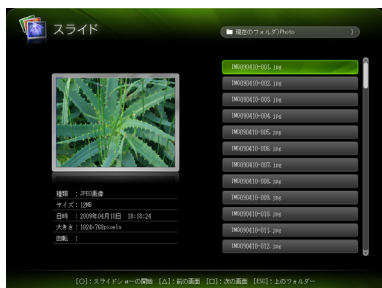 スライド
現在のフォルダ)Photo
IMG090410-001.jpg
IMG090410-002.jpg
IMG090410-003.jpg
IMG090410-004.jpg
IMG090410-005.jpg
IMG090410-006.jpg
IMG090410-007.jpg
IMG090410-008.jpg
IMG090410-009.jpg
IMG090410-010.jpg
IMG090410-011.jpg
IMG090410-012.jpg
種類 : JPEG画像
サイズ : 12MB
日時 : 2009年04月10日 18:18:24
大きさ : 1024×768pixels
回転 :
[○]:スライドショーの開始 [△]:前の画面 [□]:次の画面 [ESC]:上のフォルダー